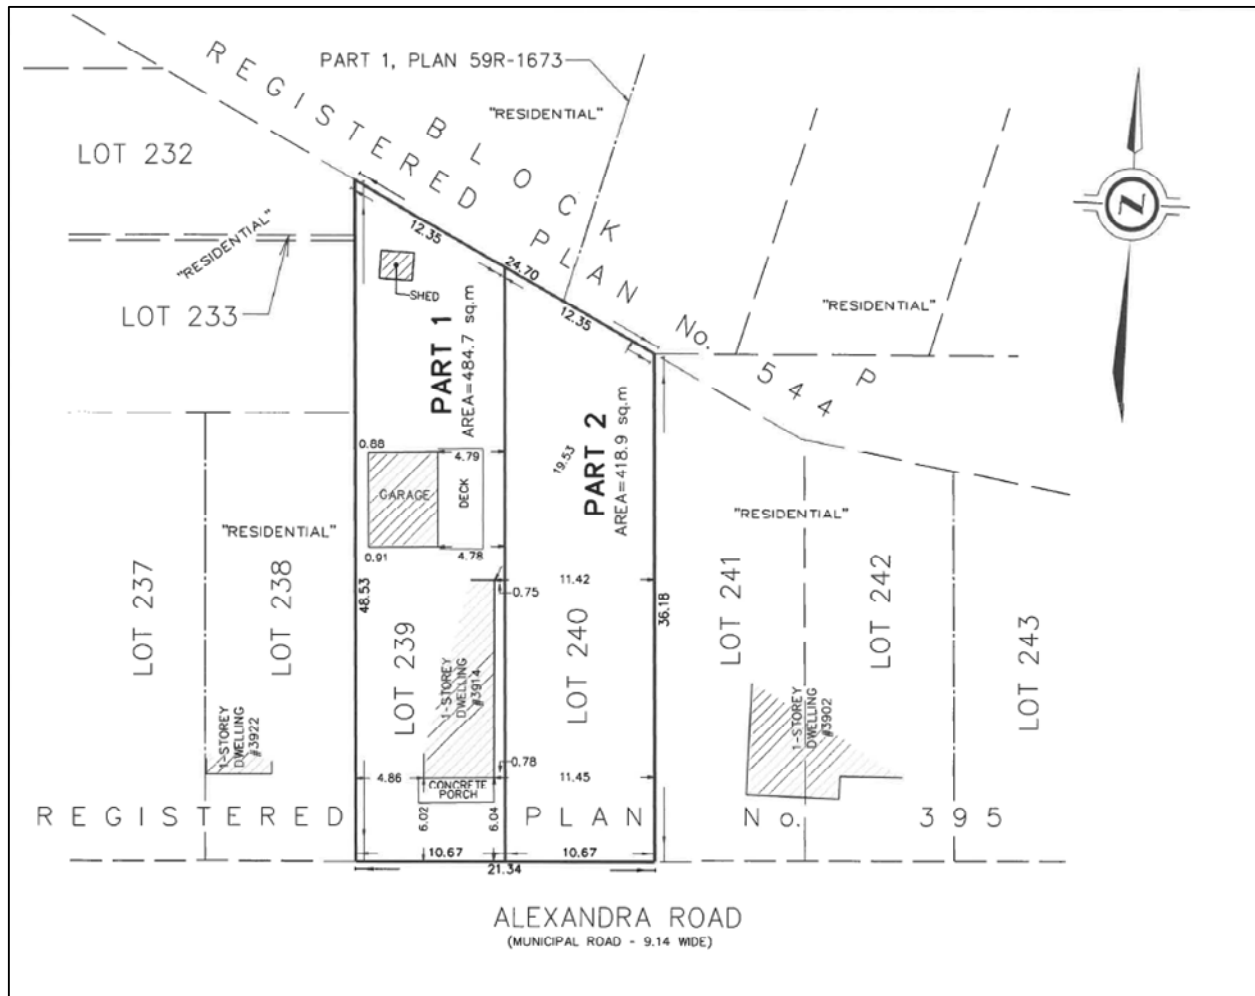 PART 1, PLAN 59R-1673
REGISTERED PLAN No. 544
BLOCK P
"RESIDENTIAL"
LOT 232
"RESIDENTIAL"
LOT 233
12.35
24.70
12.35
SHED
PART 1
AREA=484.7 sq.m
PART 2
AREA=418.9 sq.m
19.53
"RESIDENTIAL"
N
0.88
4.79
GARAGE
DECK
0.91
4.78
"RESIDENTIAL"
"RESIDENTIAL"
11.42
0.75
48.53
36.18
LOT 237
LOT 238
LOT 239
LOT 240
LOT 241
LOT 242
LOT 243
1-STOREY
DWELLING
#3922
1-STOREY
DWELLING
#3914
1-STOREY
DWELLING
#3902
0.78
4.86
11.45
CONCRETE
PORCH
6.02
6.04
REGISTERED PLAN No. 395
10.67
10.67
21.34
ALEXANDRA ROAD
(MUNICIPAL ROAD - 9.14 WIDE)